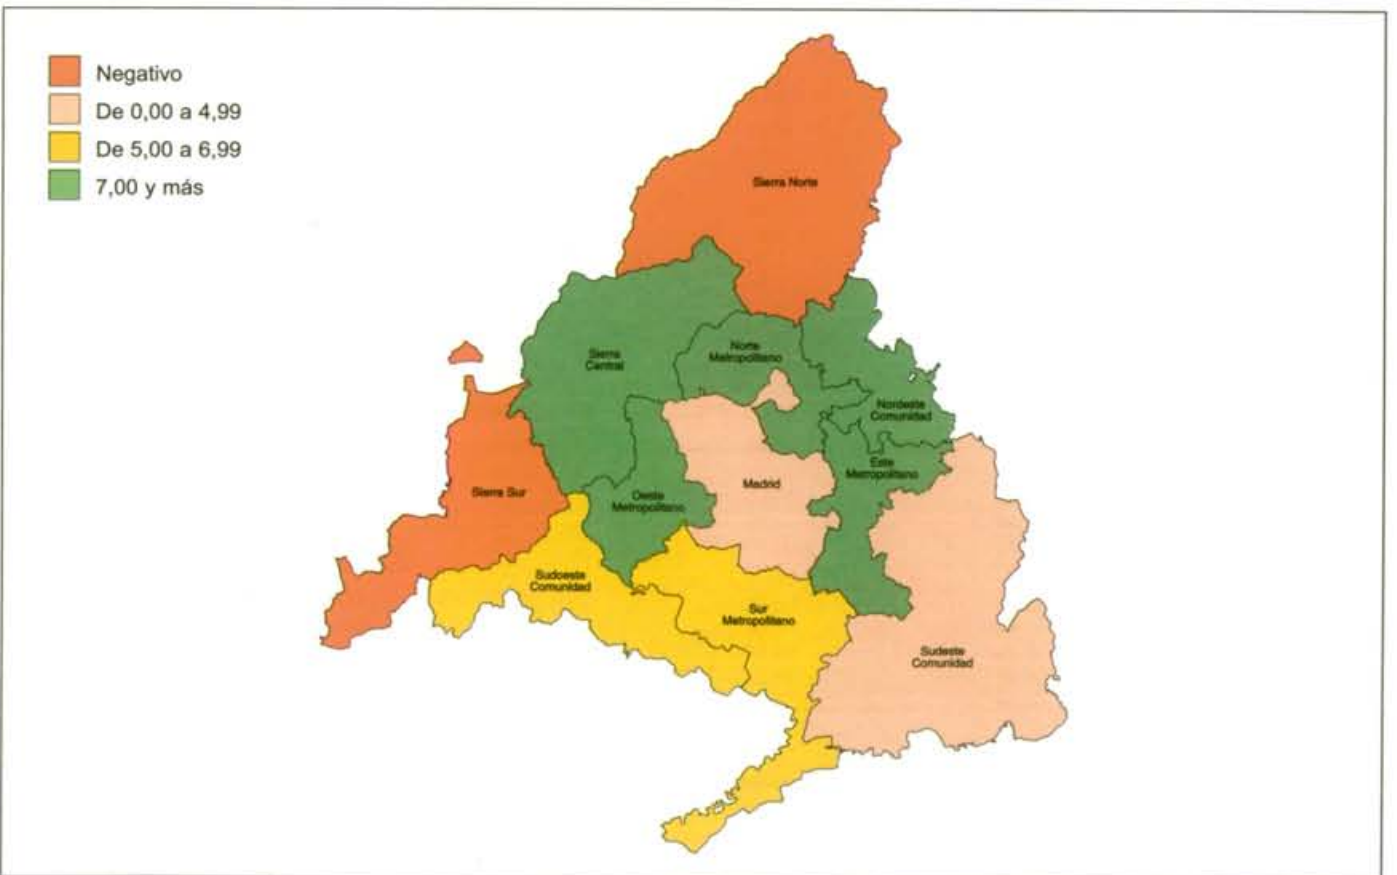 Negativo
De 0,00 a 4,99
De 5,00 a 6,99
7,00 y más
Sierra Norte
Sierra
Central
Norte
Metropolitano
Nordeste
Comunidad
Este
Metropolitano
Madrid
Sierra Sur
Oeste
Metropolitano
Sudoeste
Comunidad
Sur
Metropolitano
Sudeste
Comunidad